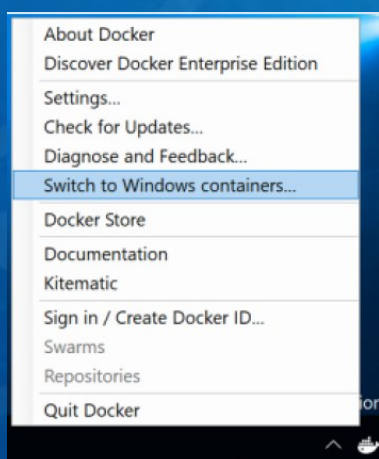 About Docker
Discover Docker Enterprise Edition
Settings...
Check for Updates...
Diagnose and Feedback...
Switch to Windows containers...
Docker Store
Documentation
Kitematic
Sign in / Create Docker ID...
Swarms
Repositories
Quit Docker